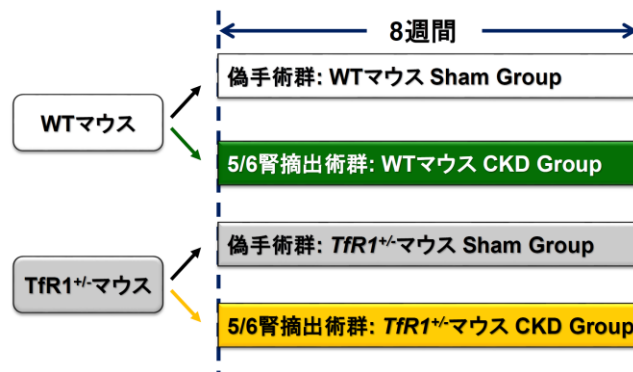 8週間
偽手術群: WTマウス Sham Group
WTマウス
5/6腎摘出術群: WTマウス CKD Group
偽手術群: TfR1+/-マウス Sham Group
TfR1+/-マウス
5/6腎摘出術群: TfR1+/-マウス CKD Group